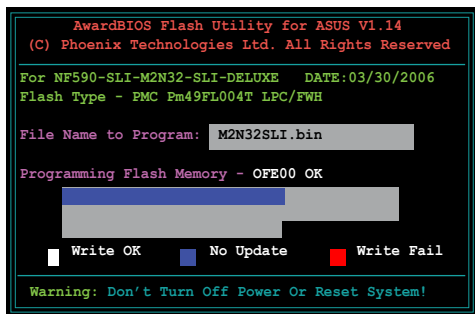 AwardBIOS Flash Utility for ASUS V1.14
(C) Phoenix Technologies Ltd. All Rights Reserved
For NF590-SLI-M2N32-SLI-DELUXE DATE:03/30/2006
Flash Type - PMC Pm49FL004T LPC/FWH
File Name to Program: M2N32SLI.bin
Programming Flash Memory - OFE00 OK
Write OK No Update Write Fail
Warning: Don't Turn Off Power Or Reset System!